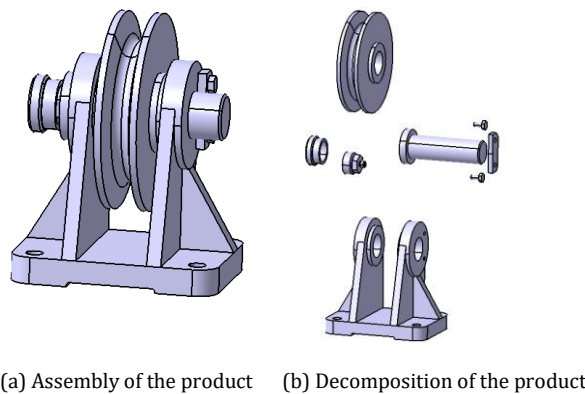 (a) Assembly of the product (b) Decomposition of the product